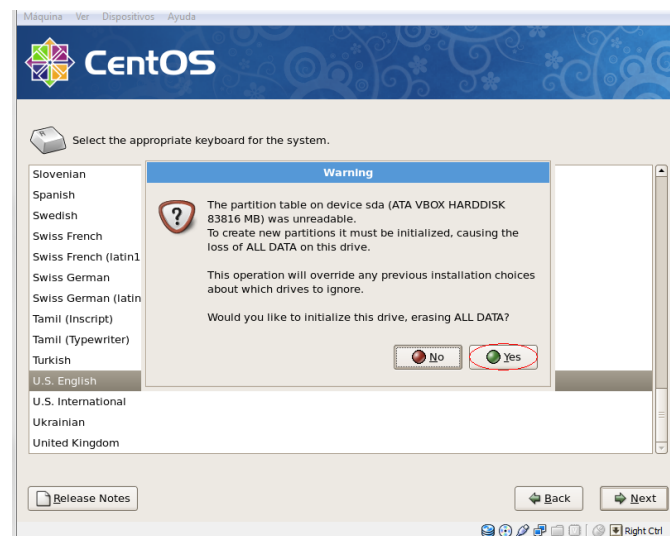 Máquina Ver Dispositivos Ayuda
CentOS
Select the appropriate keyboard for the system.
Slovenian
Spanish
Swedish
Swiss French
Swiss French (latin1
Swiss German
Swiss German (latin
Tamil (Inscript)
Tamil (Typewriter)
Turkish
U.S. English
U.S. International
Ukrainian
United Kingdom
Warning
The partition table on device sda (ATA VBOX HARDDISK
83816 MB) was unreadable.
To create new partitions it must be initialized, causing the
loss of ALL DATA on this drive.
This operation will override any previous installation choices
about which drives to ignore.
Would you like to initialize this drive, erasing ALL DATA?
No
Yes
Release Notes
Back
Next
Right Ctrl